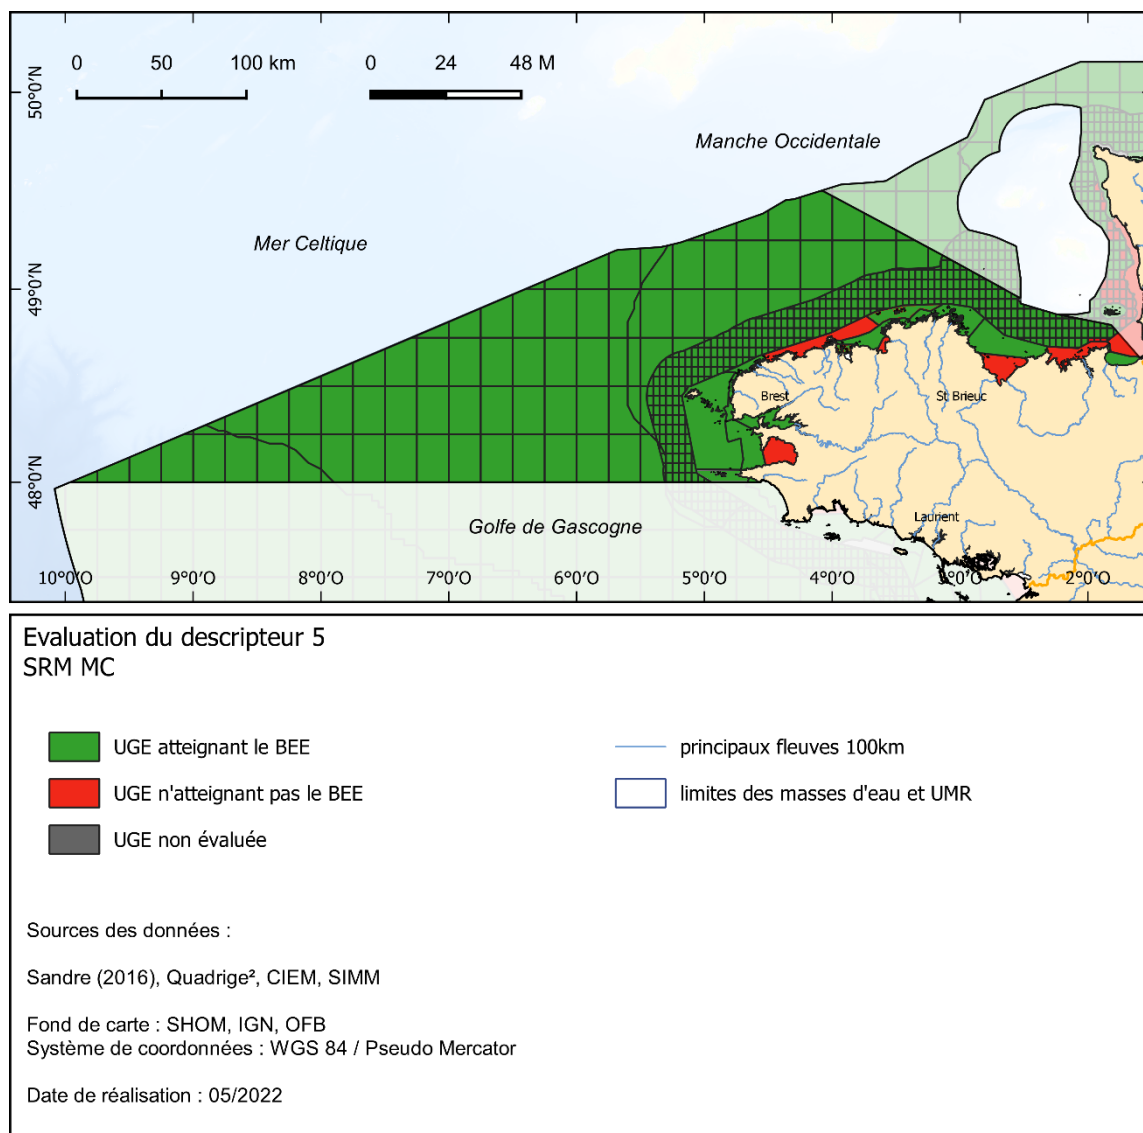 0 50 100 km
0 24 48 M
50°0'N
Manche Occidentale
Mer Celtique
49°0'N
Brest
St Brieuc
48°0'N
Golfe de Gascogne
Laurient
10°0'O 9°0'O 8°0'O 7°0'O 6°0'O 5°0'O 4°0'O 3°0'O 2°0'O
Evaluation du descripteur 5
SRM MC
UGE atteignant le BEE
principaux fleuves 100km
UGE n'atteignant pas le BEE
limites des masses d'eau et UMR
UGE non évaluée
Sources des données :
Sandre (2016), Quadrige², CIEM, SIMM
Fond de carte : SHOM, IGN, OFB
Système de coordonnées : WGS 84 / Pseudo Mercator
Date de réalisation : 05/2022